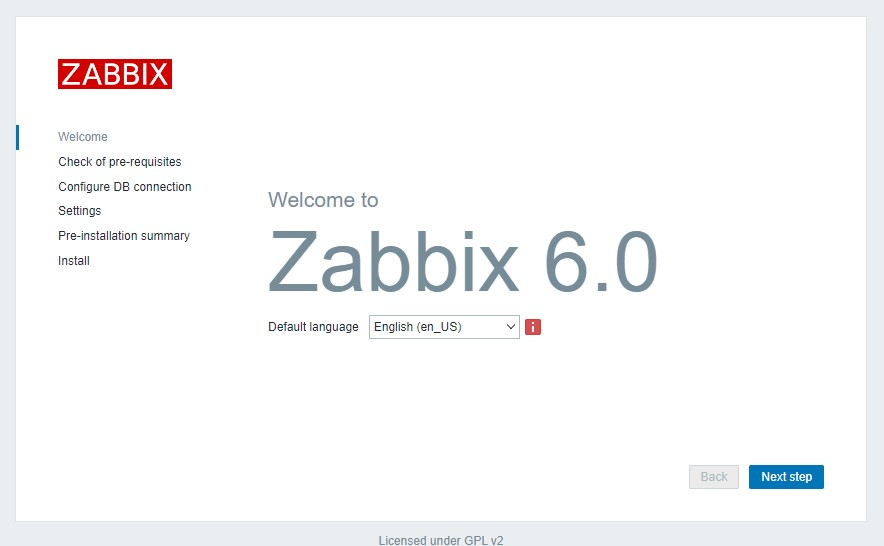 ZABBIX
Welcome
Check of pre-requisites
Configure DB connection
Settings
Pre-installation summary
Install
Welcome to
Zabbix 6.0
Default language English (en_US) i
Back Next step
Licensed under GPL v2